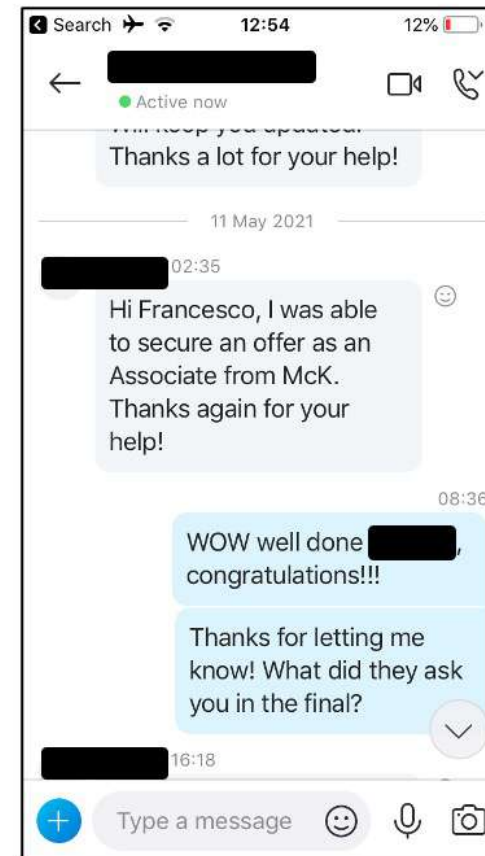 Search 12:54 12%
Active now
Thanks a lot for your help!
11 May 2021
02:35
Hi Francesco, I was able
to secure an offer as an
Associate from McK.
Thanks again for your
help!
08:36
WOW well done ,
congratulations!!!
Thanks for letting me
know! What did they ask
you in the final?
16:18
Type a message